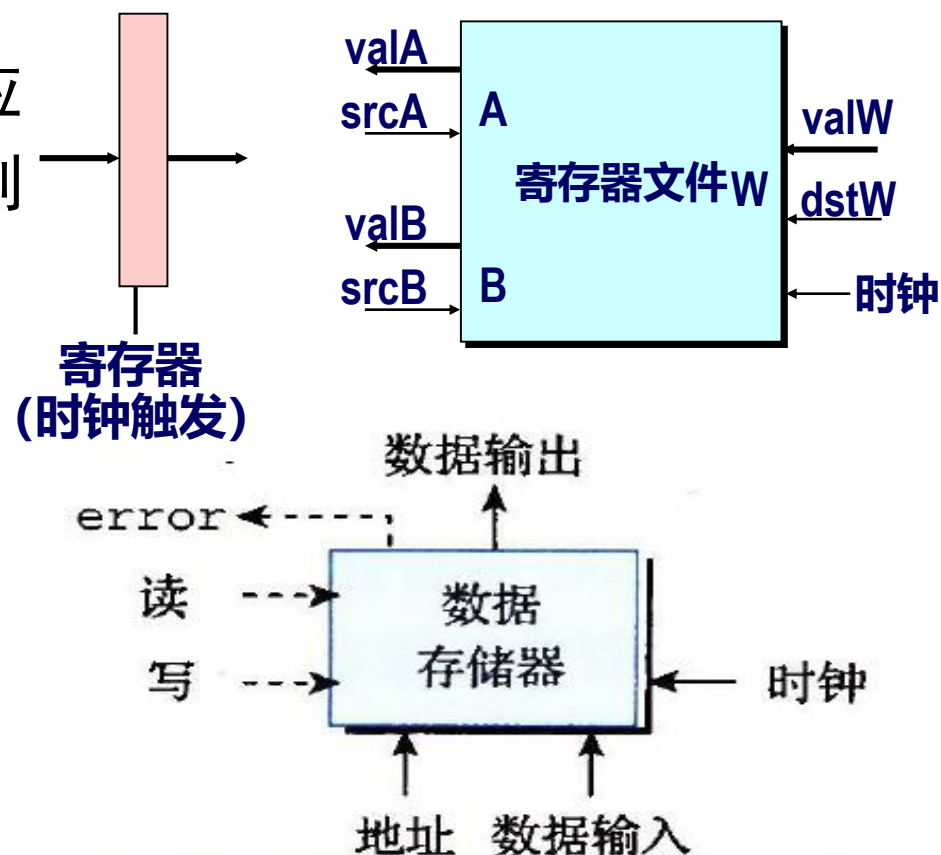 应
刂
valA
srcA
A
valB
srcB
B
寄存器文件
W
valW
dstW
时钟
寄存器
(时钟触发)
数据输出
error
读
写
数据
存储器
时钟
地址
数据输入